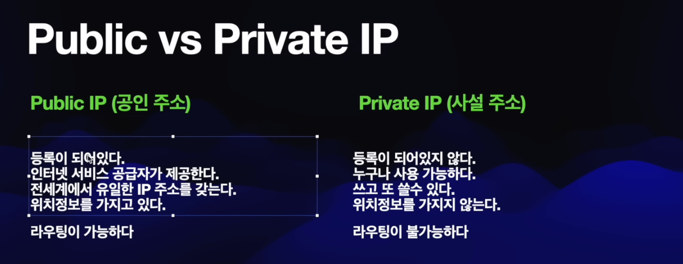 Public vs Private IP
Public IP (공인 주소)
등록이 되어있다.
인터넷 서비스 공급자가 제공한다.
전세계에서 유일한 IP 주소를 갖는다.
위치정보를 가지고 있다.
라우팅이 가능하다
Private IP (사설 주소)
등록이 되어있지 않다.
누구나 사용 가능하다.
쓰고 또 쓸수 있다.
위치정보를 가지지 않는다.
라우팅이 불가능하다